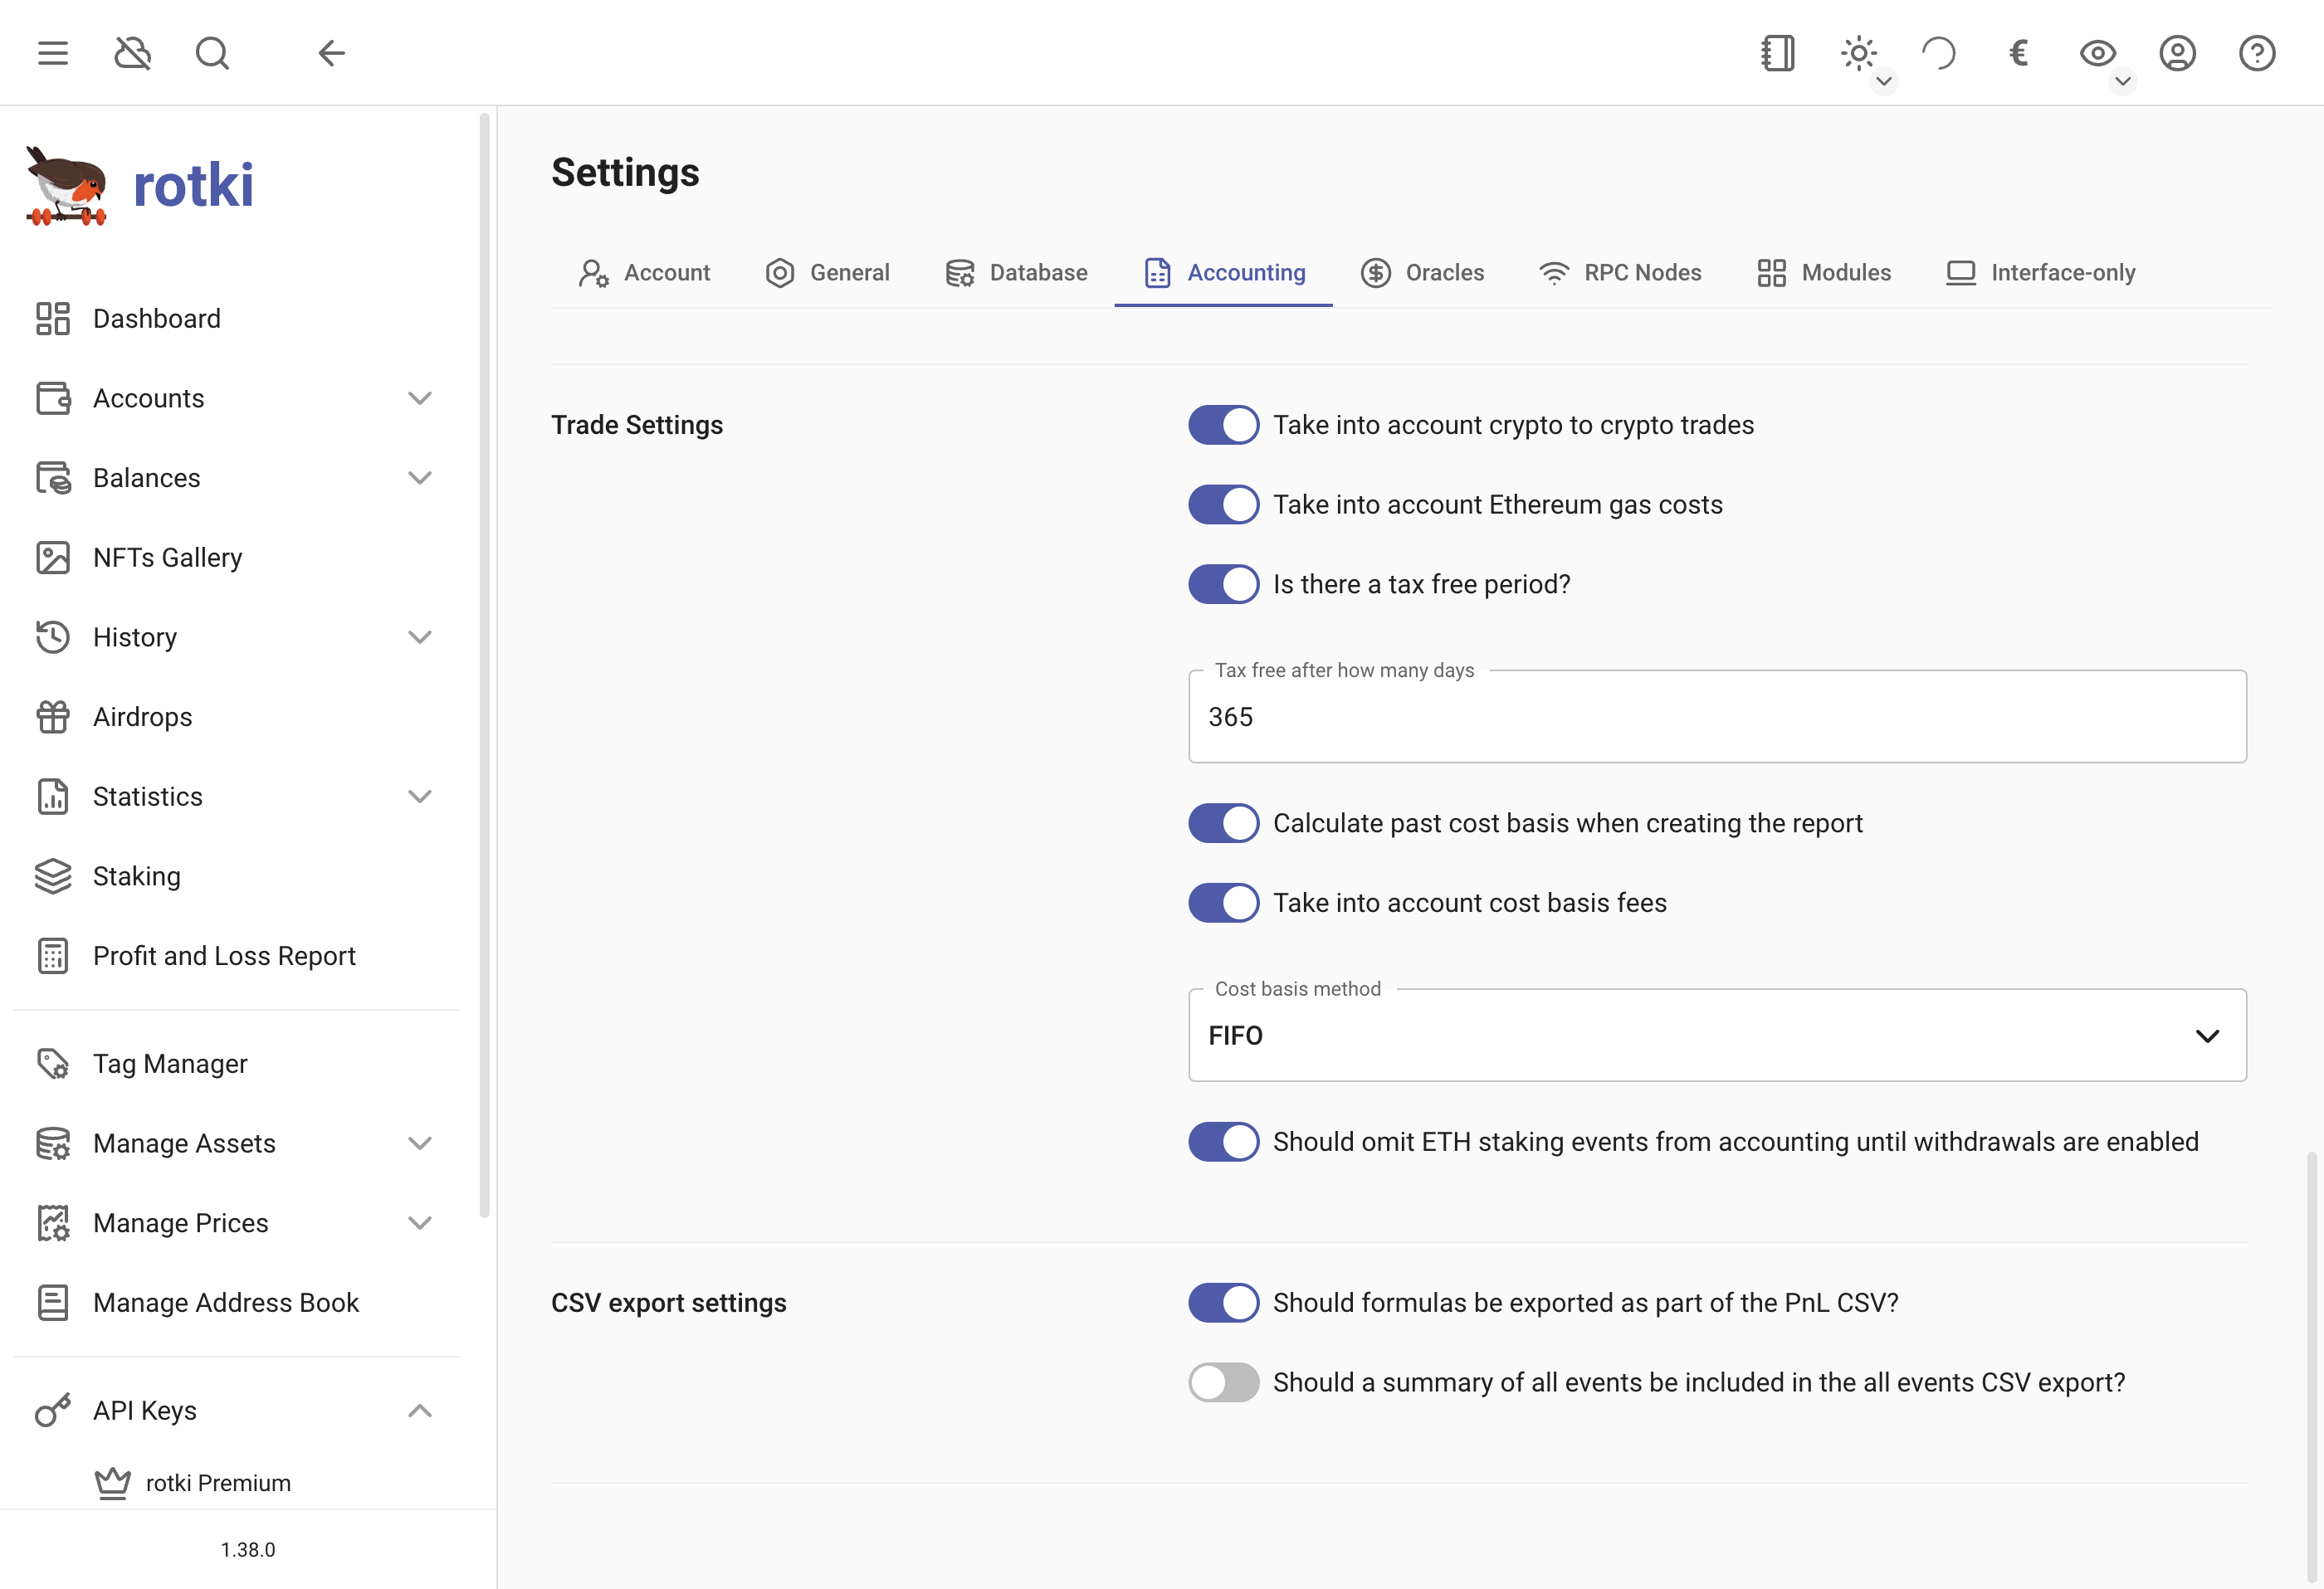 €
rotki
Dashboard
Accounts
Balances
NFTs Gallery
History
Airdrops
Statistics
Staking
Profit and Loss Report
Tag Manager
Manage Assets
Manage Prices
Manage Address Book
API Keys
rotki Premium
1.38.0
Settings
Account General Database Accounting Oracles RPC Nodes Modules Interface-only
Trade Settings
Take into account crypto to crypto trades
Take into account Ethereum gas costs
Is there a tax free period?
Tax free after how many days
365
Calculate past cost basis when creating the report
Take into account cost basis fees
Cost basis method
FIFO
Should omit ETH staking events from accounting until withdrawals are enabled
CSV export settings
Should formulas be exported as part of the PnL CSV?
Should a summary of all events be included in the all events CSV export?